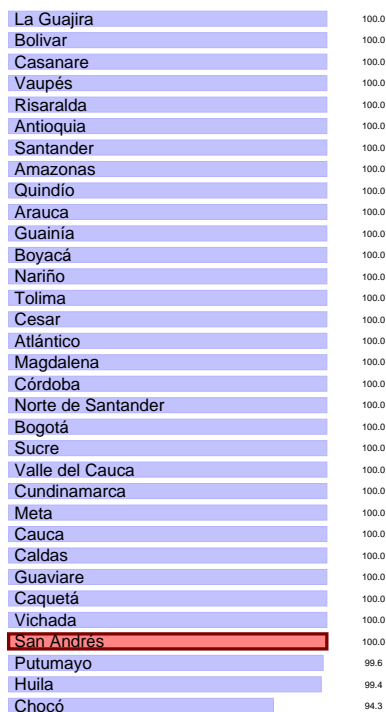 La Guajira 100.0
Bolivar 100.0
Casanare 100.0
Vaupés 100.0
Risaralda 100.0
Antioquia 100.0
Santander 100.0
Amazonas 100.0
Quindío 100.0
Arauca 100.0
Guainía 100.0
Boyacá 100.0
Nariño 100.0
Tolima 100.0
Cesar 100.0
Atlántico 100.0
Magdalena 100.0
Córdoba 100.0
Norte de Santander 100.0
Bogotá 100.0
Sucre 100.0
Valle del Cauca 100.0
Cundinamarca 100.0
Meta 100.0
Cauca 100.0
Caldas 100.0
Guaviare 100.0
Caquetá 100.0
Vichada 100.0
San Andrés 100.0
Putumayo 99.6
Huila 99.4
Chocó 94.3